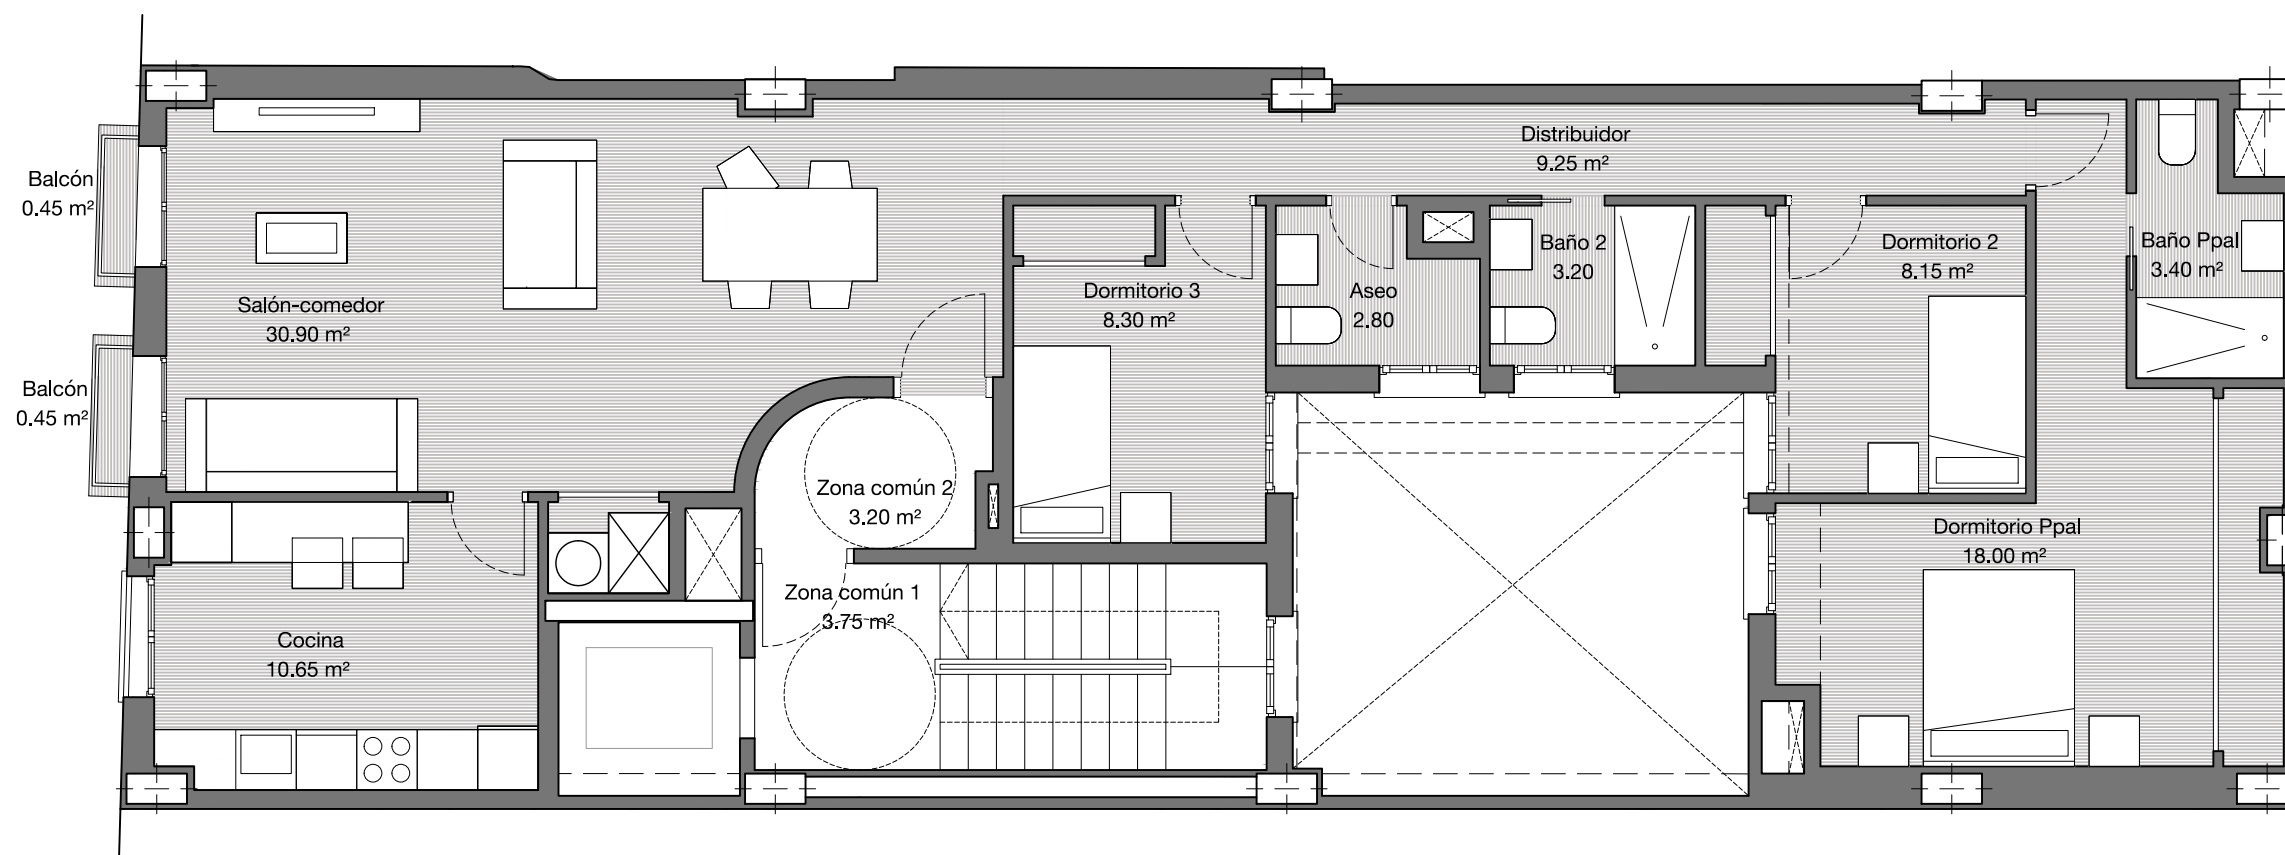 Distribuidor
9.25 m²
Balcón
0.45 m²
Baño 2
3.20
Dormitorio 2
8.15 m²
Baño Ppal
3.40 m²
Salón-comedor
30.90 m²
Dormitorio 3
8.30 m²
Aseo
2.80
Balcón
0.45 m²
Zona común 2
3.20 m²
Dormitorio Ppal
18.00 m²
Zona común 1
3.75 m²
Cocina
10.65 m²